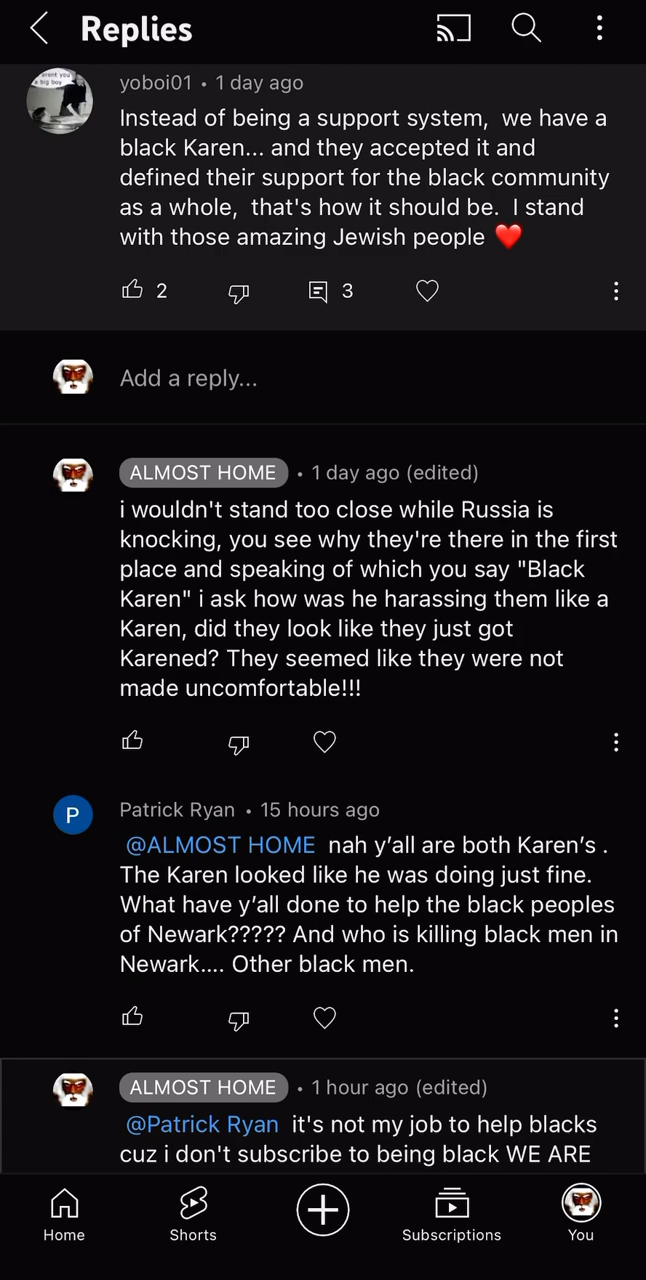 Replies
arent you
a big boy
yoboi01 • 1 day ago
Instead of being a support system,  we have a
black Karen... and they accepted it and
defined their support for the black community
as a whole,  that's how it should be.  I stand
with those amazing Jewish people ❤️
2
3
Add a reply...
ALMOST HOME • 1 day ago (edited)
i wouldn't stand too close while Russia is
knocking, you see why they're there in the first
place and speaking of which you say "Black
Karen" i ask how was he harassing them like a
Karen, did they look like they just got
Karened? They seemed like they were not
made uncomfortable!!!
P
Patrick Ryan • 15 hours ago
@ALMOST HOME  nah y’all are both Karen’s .
The Karen looked like he was doing just fine.
What have y’all done to help the black peoples
of Newark????? And who is killing black men in
Newark.... Other black men.
ALMOST HOME • 1 hour ago (edited)
@Patrick Ryan  it's not my job to help blacks
cuz i don't subscribe to being black WE ARE
Home
Shorts
Subscriptions
You